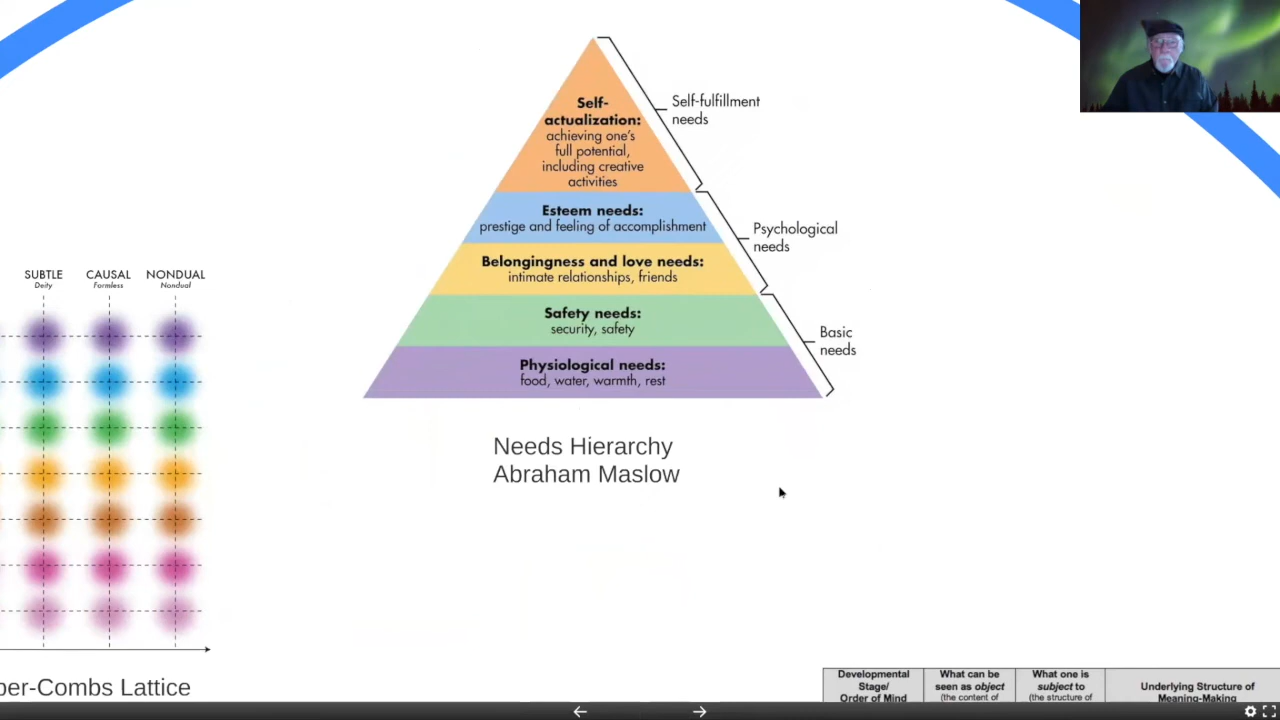 Self-
actualization:
achieving one's
full potential,
including creative
activities
Self-fulfillment
needs
Esteem needs:
prestige and feeling of accomplishment
Psychological
needs
Belongingness and love needs:
intimate relationships, friends
Safety needs:
security, safety
Basic
needs
Physiological needs:
food, water, warmth, rest
Needs Hierarchy
Abraham Maslow
SUBTLE
Deity
CAUSAL
Formless
NONDUAL
Nondual
per-Combs Lattice
Developmental
Stage/
Order of Mind
What can be
seen as object
(the content of
What one is
subject to
(the structure of
Underlying Structure of
Meaning-Making